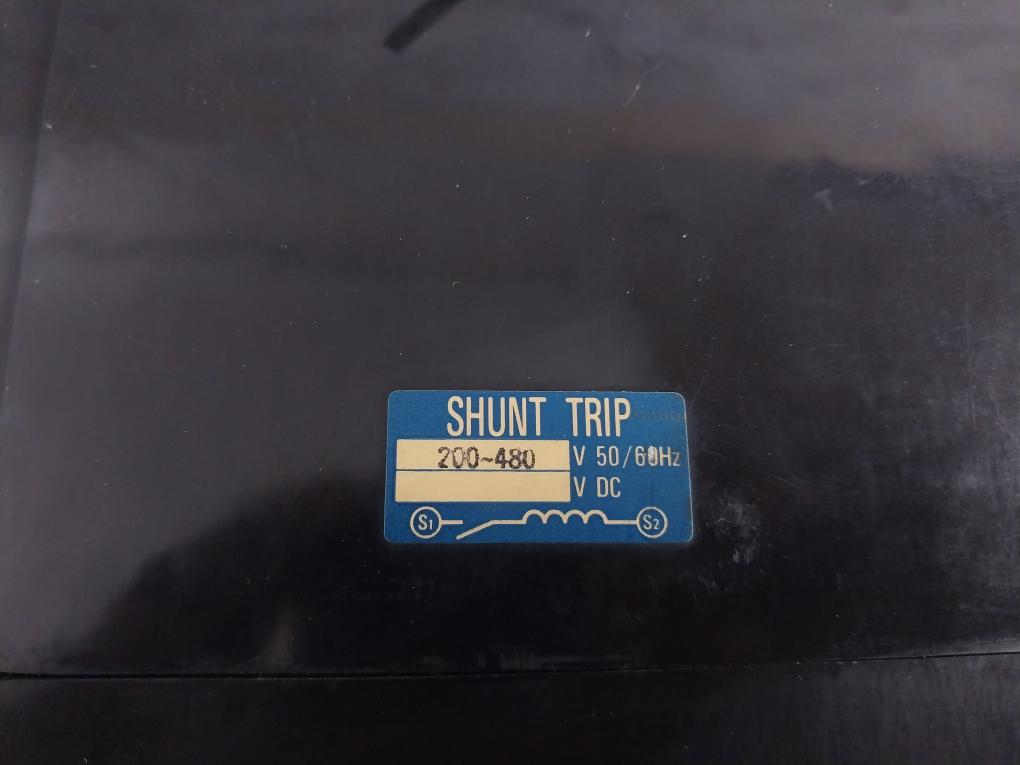 SHUNT TRIP
200~480 V 50/60Hz
V DC
S1 S2